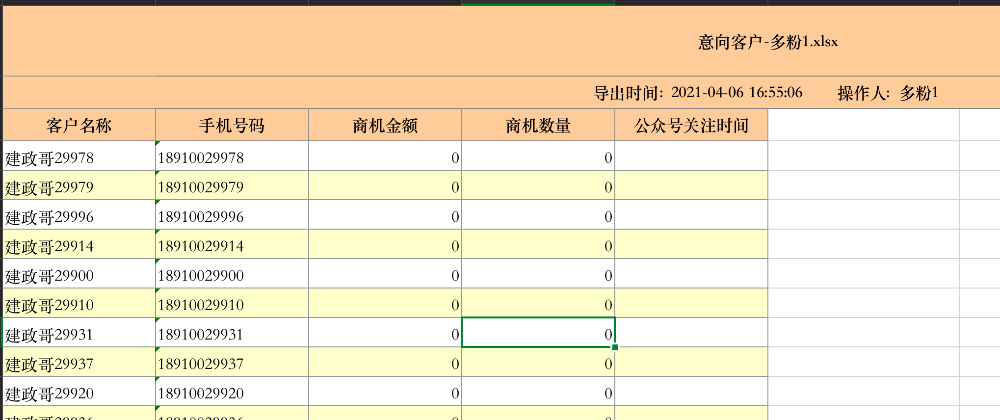 意向客户-多粉1.xlsx
导出时间: 2021-04-06 16:55:06 操作人: 多粉1
客户名称 手机号码 商机金额 商机数量 公众号关注时间
建政哥29978 18910029978 0 0
建政哥29979 18910029979 0 0
建政哥29996 18910029996 0 0
建政哥29914 18910029914 0 0
建政哥29900 18910029900 0 0
建政哥29910 18910029910 0 0
建政哥29931 18910029931 0 0
建政哥29937 18910029937 0 0
建政哥29920 18910029920 0 0